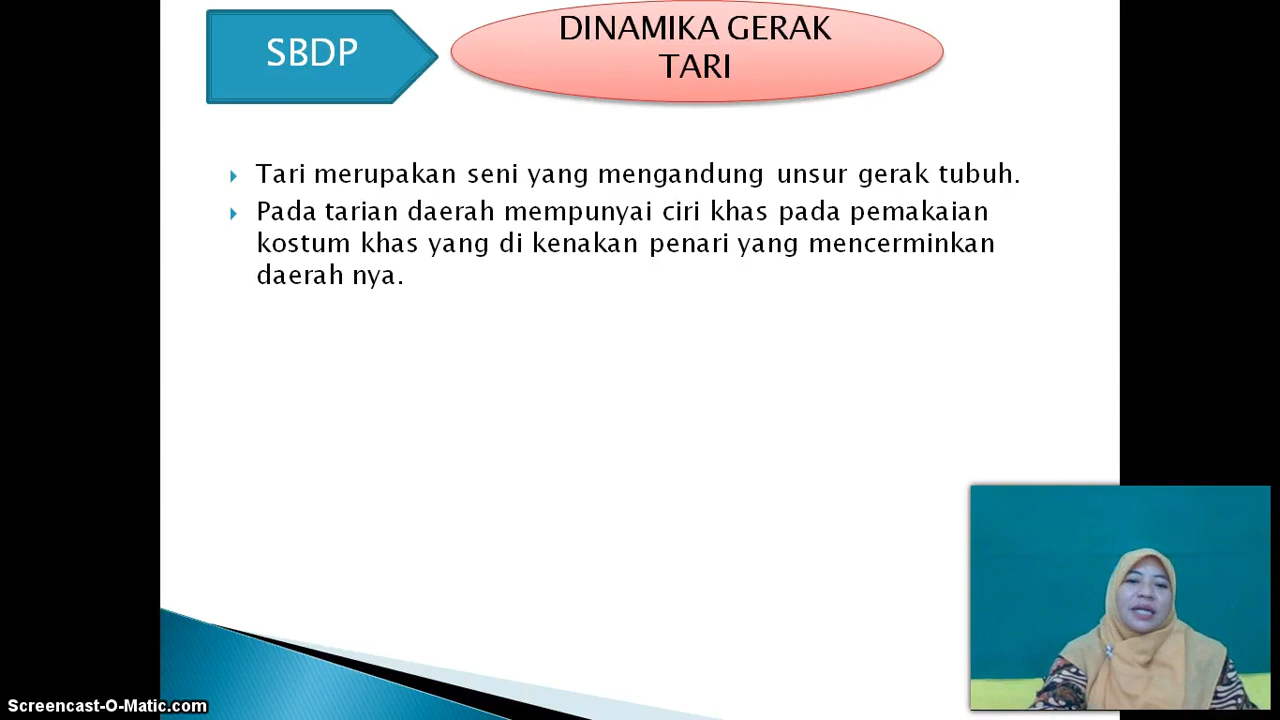 SBDP
DINAMIKA GERAK
TARI
Tari merupakan seni yang mengandung unsur gerak tubuh.
Pada tarian daerah mempunyai ciri khas pada pemakaian
kostum khas yang di kenakan penari yang mencerminkan
daerah nya.
Screencast-O-Matic.com